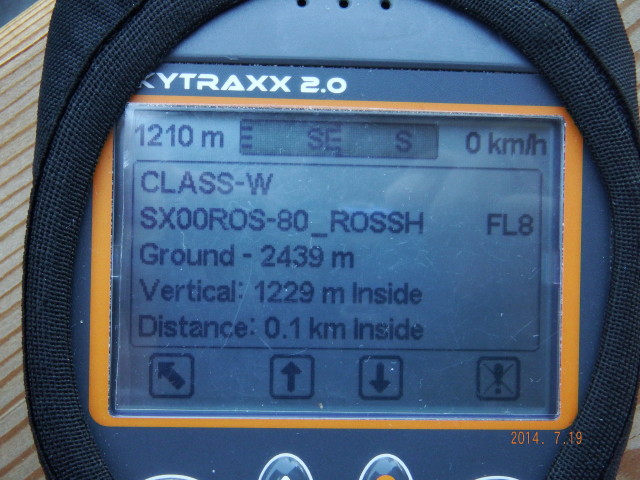 KYTRAXX 2.0
1210 m E SE S 0 km/h
CLASS-W
SX00ROS-80_ROSSH FL8
Ground - 2439 m
Vertical: 1229 m Inside
Distance: 0.1 km Inside
2014. 7.19